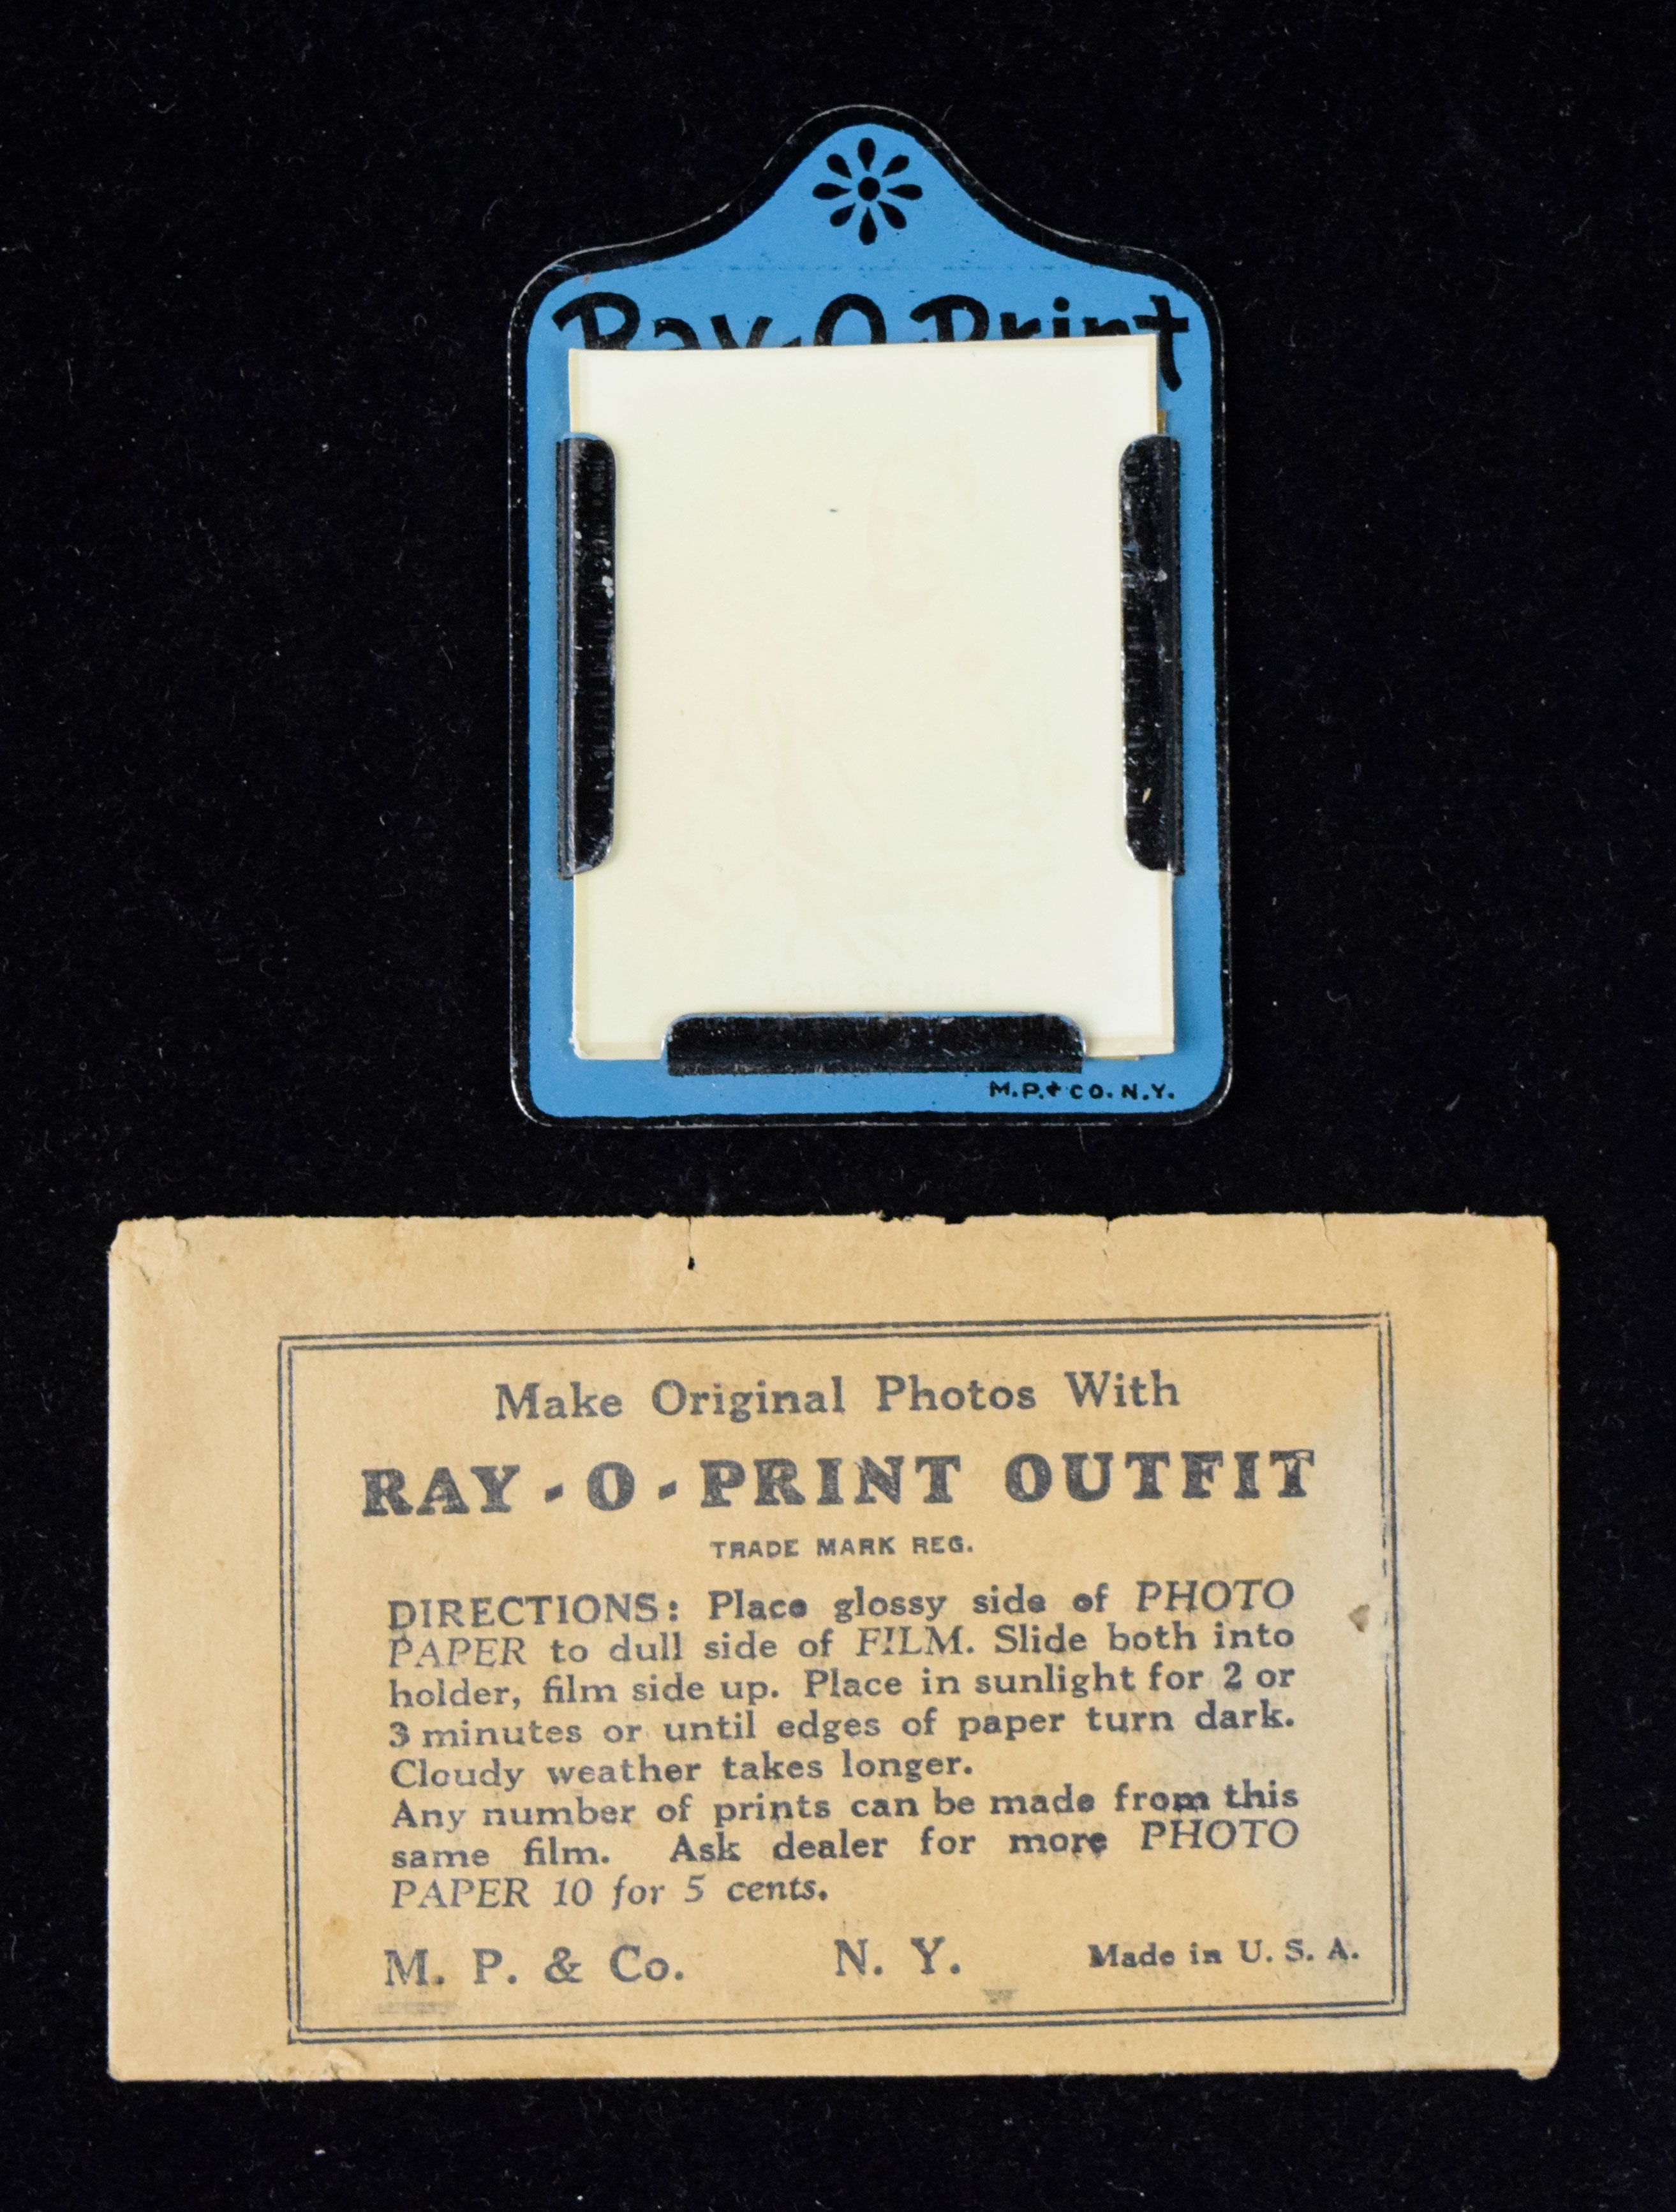 Ray-O-Print
M.P. & CO. N.Y.
Make Original Photos With
RAY-O-PRINT OUTFIT
TRADE MARK REG.
DIRECTIONS: Place glossy side of PHOTO
PAPER to dull side of FILM. Slide both into
holder, film side up. Place in sunlight for 2 or
3 minutes or until edges of paper turn dark.
Cloudy weather takes longer.
Any number of prints can be made from this
same film. Ask dealer for more PHOTO
PAPER 10 for 5 cents.
M. P. & Co. N. Y. Made in U. S. A.